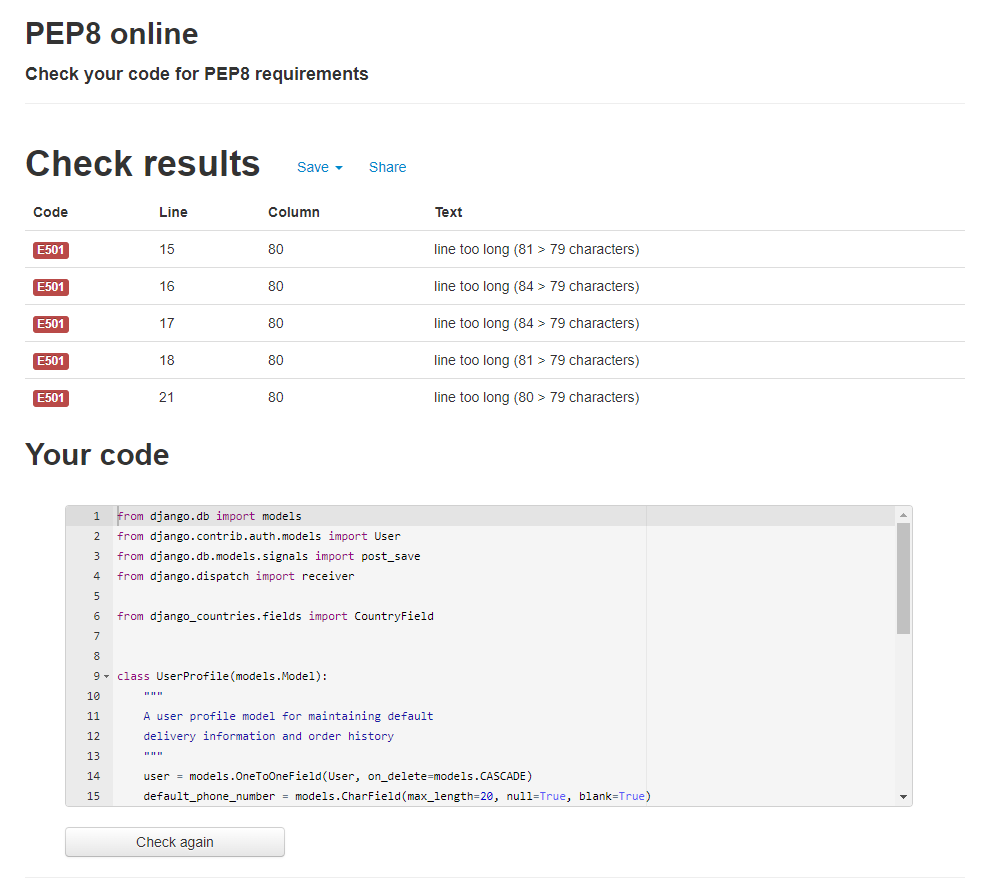 PEP8 online
Check your code for PEP8 requirements
Check results Save Share
Code Line Column Text
E501 15 80 line too long (81 > 79 characters)
E501 16 80 line too long (84 > 79 characters)
E501 17 80 line too long (84 > 79 characters)
E501 18 80 line too long (81 > 79 characters)
E501 21 80 line too long (80 > 79 characters)
Your code
1 from django.db import models
2 from django.contrib.auth.models import User
3 from django.db.models.signals import post_save
4 from django.dispatch import receiver
5
6 from django_countries.fields import CountryField
7
8
9 class UserProfile(models.Model):
10     """
11     A user profile model for maintaining default
12     delivery information and order history
13     """
14     user = models.OneToOneField(User, on_delete=models.CASCADE)
15     default_phone_number = models.CharField(max_length=20, null=True, blank=True)
Check again